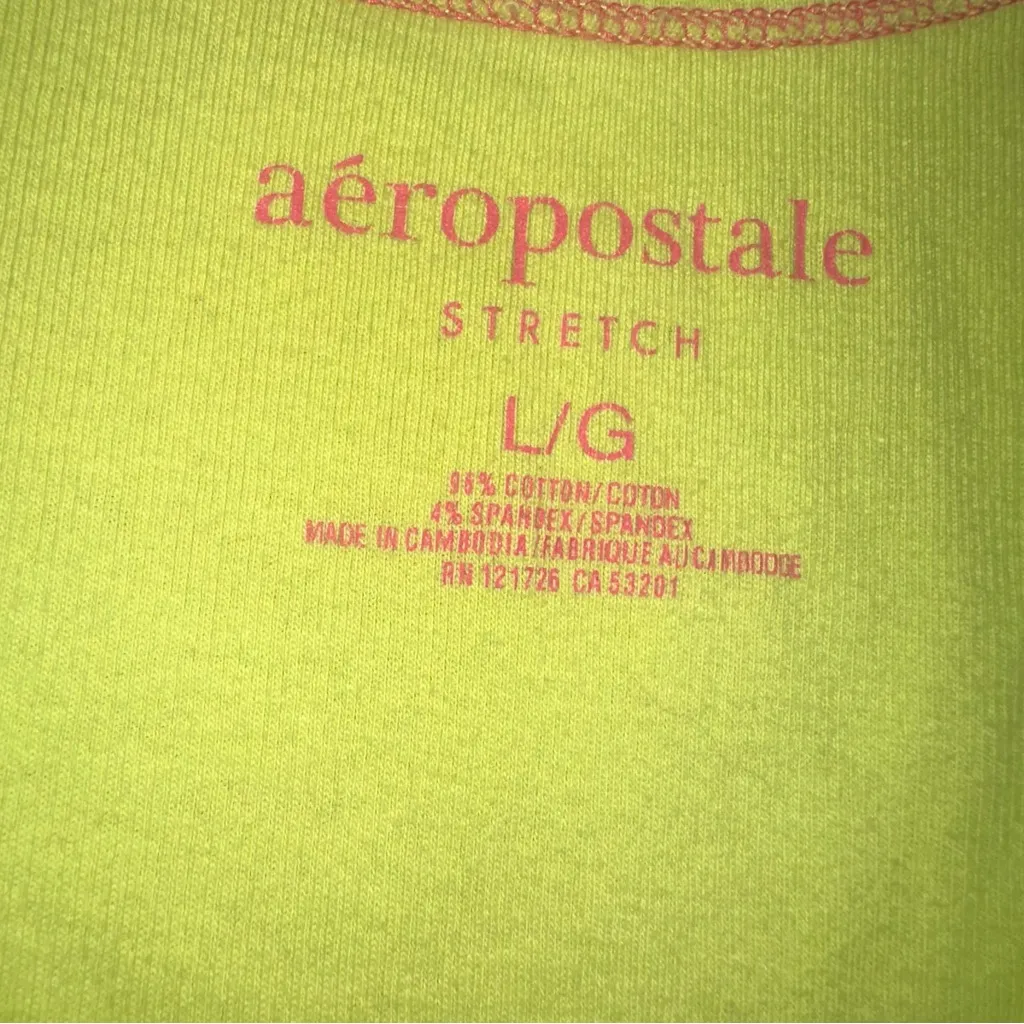 aéropostale
STRETCH
L/G
96% COTTON/COTON
4% SPANDEX/SPANDEX
MADE IN CAMBODIA/FABRIQUE AU CAMBODGE
RN 121726 CA 53201